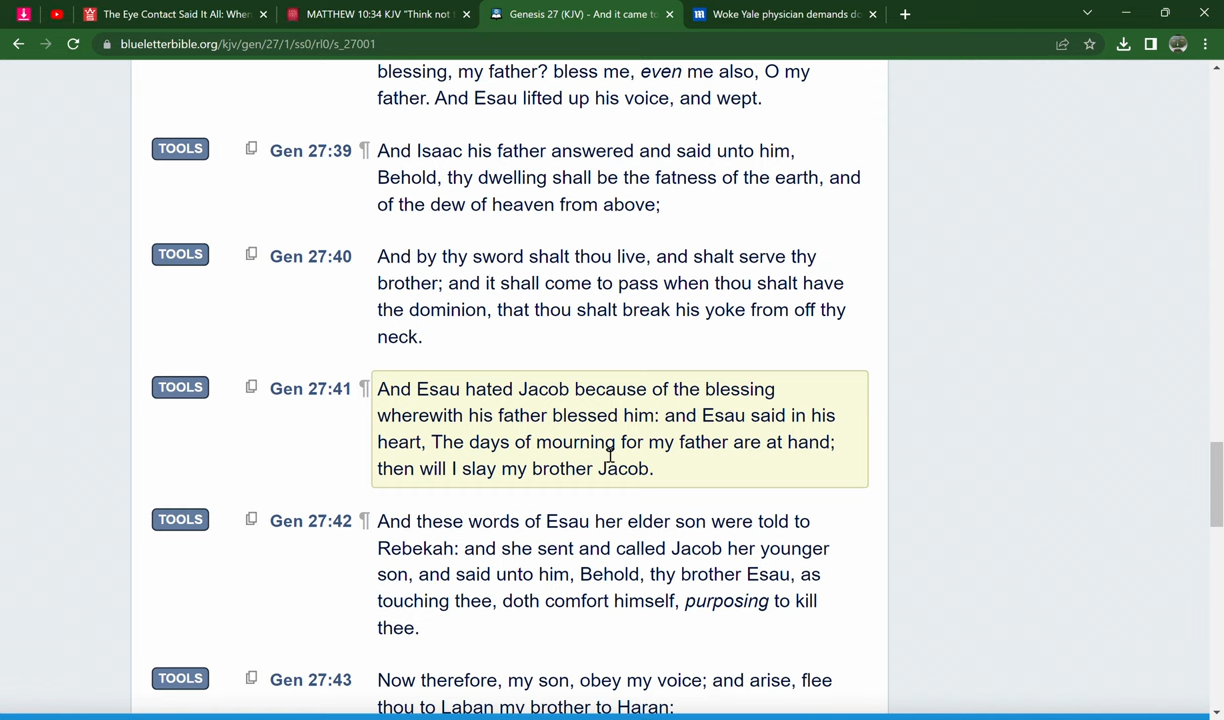 The Eye Contact Said It All: When
MATTHEW 10:34 KJV "Think not t
Genesis 27 (KJV) - And it came to
Woke Yale physician demands do
blueletterbible.org/kjv/gen/27/1/ss0/rl0/s_27001
blessing, my father? bless me, even me also, O my
father. And Esau lifted up his voice, and wept.
TOOLS Gen 27:39 ¶ And Isaac his father answered and said unto him,
Behold, thy dwelling shall be the fatness of the earth, and
of the dew of heaven from above;
TOOLS Gen 27:40 And by thy sword shalt thou live, and shalt serve thy
brother; and it shall come to pass when thou shalt have
the dominion, that thou shalt break his yoke from off thy
neck.
TOOLS Gen 27:41 ¶ And Esau hated Jacob because of the blessing
wherewith his father blessed him: and Esau said in his
heart, The days of mourning for my father are at hand;
then will I slay my brother Jacob.
TOOLS Gen 27:42 ¶ And these words of Esau her elder son were told to
Rebekah: and she sent and called Jacob her younger
son, and said unto him, Behold, thy brother Esau, as
touching thee, doth comfort himself, purposing to kill
thee.
TOOLS Gen 27:43 Now therefore, my son, obey my voice; and arise, flee
thou to Laban my brother to Haran;